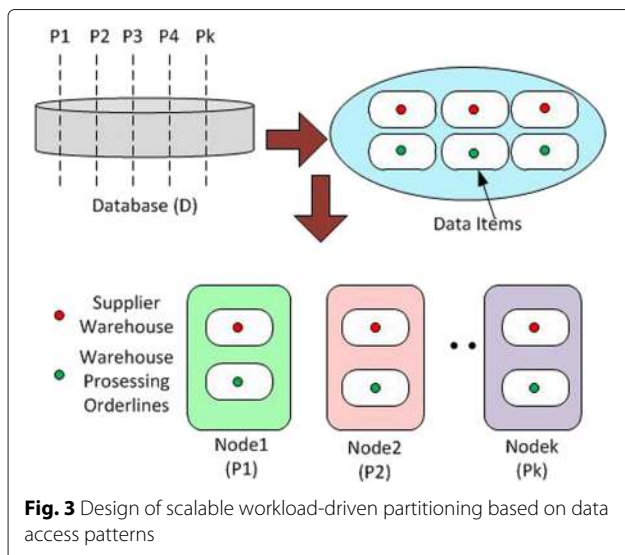 P1 P2 P3 P4 Pk
Database (D)
Data Items
Supplier
Warehouse
Warehouse
Prosessing
Orderlines
Node1
(P1)
Node2
(P2)
Nodek
(Pk)
Fig. 3 Design of scalable workload-driven partitioning based on data
access patterns